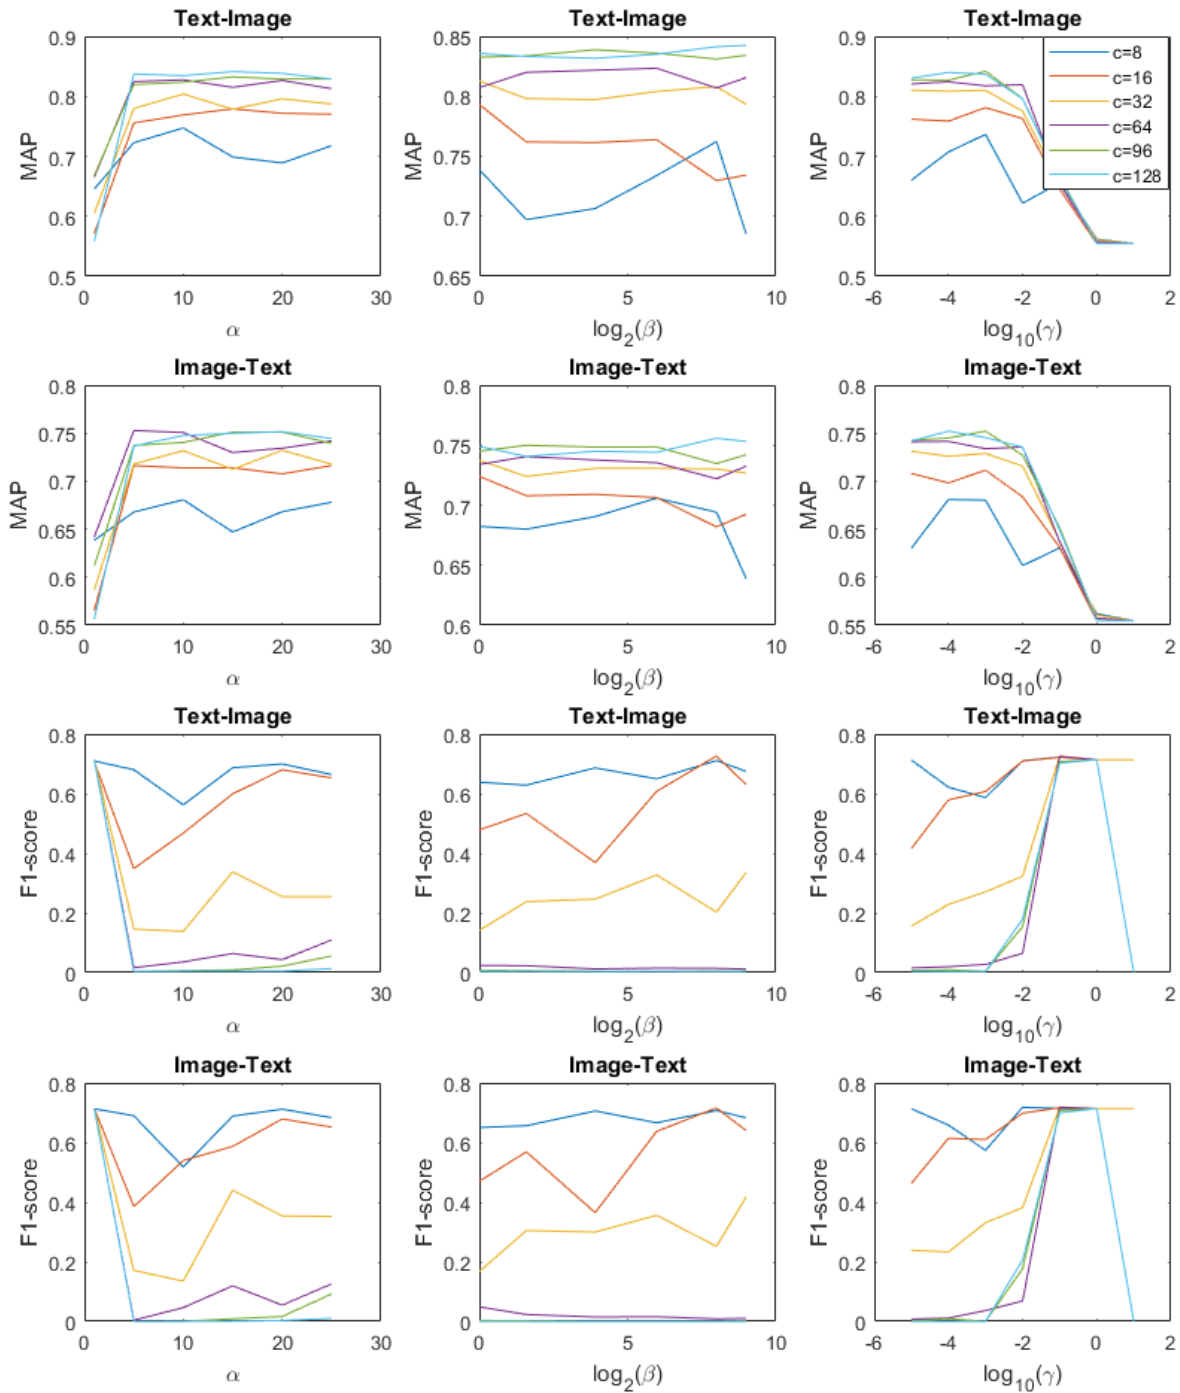 Text-Image Text-Image Text-Image
0.9 0.85 0.9
c=8
c=16
c=32
c=64
c=96
c=128
0.8 0.8 0.8
MAP 0.7 MAP 0.75 MAP 0.7
0.6 0.7 0.6
0.5 0.65 0.5
0 10 20 30 0 5 10 -6 -4 -2 0 2
α log2(β) log10(γ)
Image-Text Image-Text Image-Text
0.8 0.8 0.8
0.75 0.75 0.75
0.7 0.7 0.7
MAP MAP MAP
0.65 0.65 0.65
0.6 0.6 0.6
0.55 0.55
0 10 20 30 0 5 10 -6 -4 -2 0 2
α log2(β) log10(γ)
Text-Image Text-Image Text-Image
0.8 0.8 0.8
0.6 0.6 0.6
F1-score 0.4 F1-score 0.4 F1-score 0.4
0.2 0.2 0.2
0 0 0
0 10 20 30 0 5 10 -6 -4 -2 0 2
α log2(β) log10(γ)
Image-Text Image-Text Image-Text
0.8 0.8 0.8
0.6 0.6 0.6
F1-score 0.4 F1-score 0.4 F1-score 0.4
0.2 0.2 0.2
0 0 0
0 10 20 30 0 5 10 -6 -4 -2 0 2
α log2(β) log10(γ)